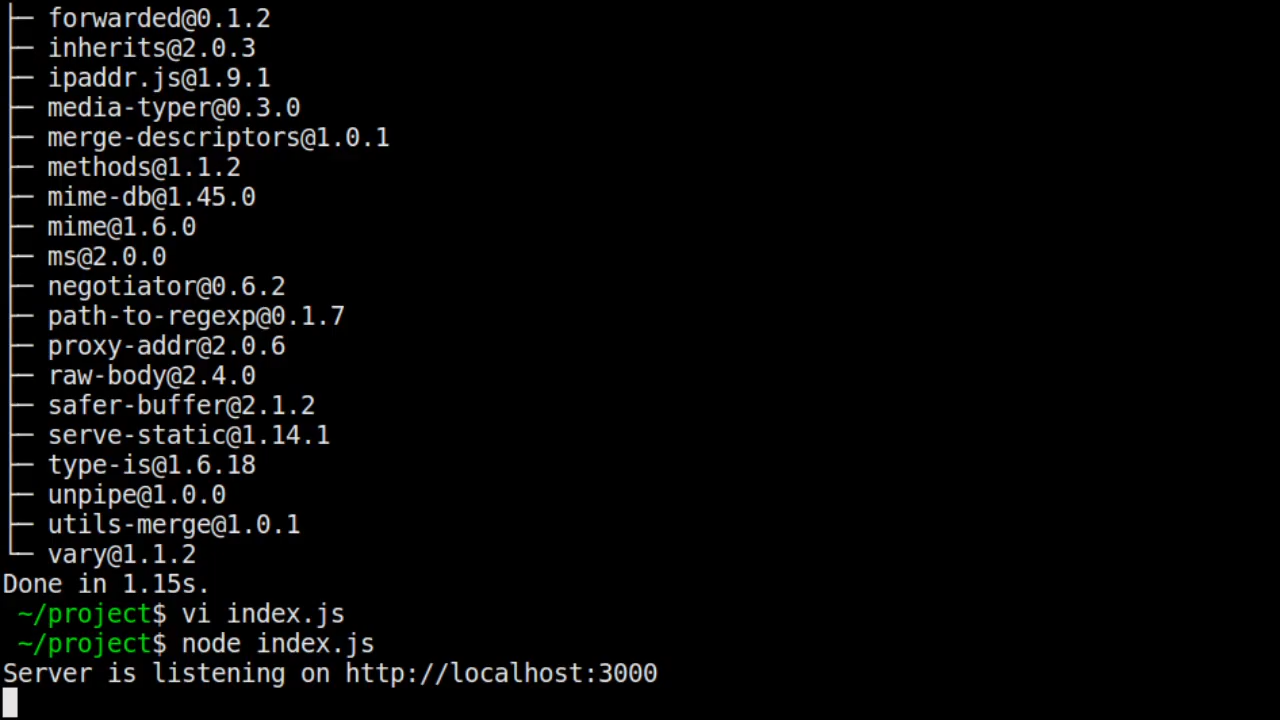 ├─ forwarded@0.1.2
├─ inherits@2.0.3
├─ ipaddr.js@1.9.1
├─ media-typer@0.3.0
├─ merge-descriptors@1.0.1
├─ methods@1.1.2
├─ mime-db@1.45.0
├─ mime@1.6.0
├─ ms@2.0.0
├─ negotiator@0.6.2
├─ path-to-regexp@0.1.7
├─ proxy-addr@2.0.6
├─ raw-body@2.4.0
├─ safer-buffer@2.1.2
├─ serve-static@1.14.1
├─ type-is@1.6.18
├─ unpipe@1.0.0
├─ utils-merge@1.0.1
└─ vary@1.1.2
Done in 1.15s.
~/project$ vi index.js
~/project$ node index.js
Server is listening on http://localhost:3000